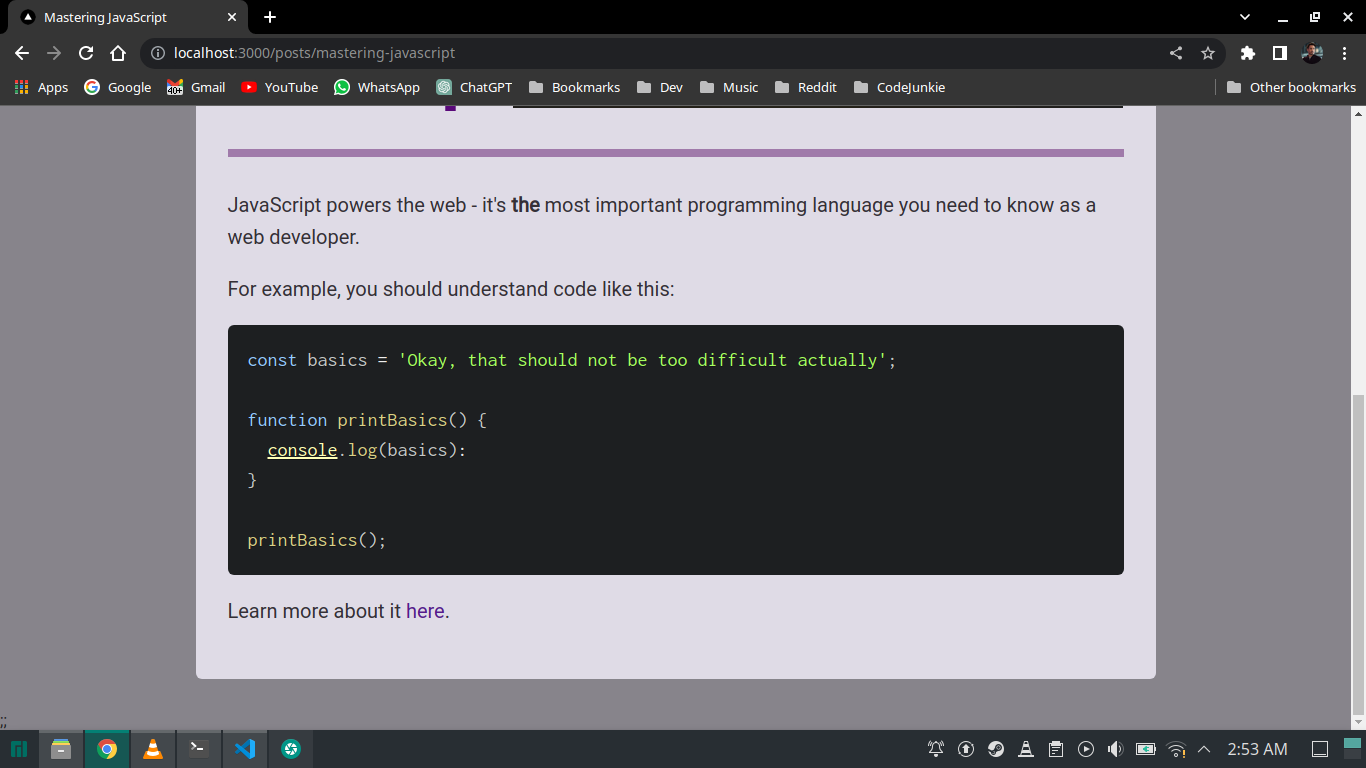 Mastering JavaScript
localhost:3000/posts/mastering-javascript
Apps Google Gmail YouTube WhatsApp ChatGPT Bookmarks Dev Music Reddit CodeJunkie Other bookmarks
40+
JavaScript powers the web - it's the most important programming language you need to know as a
web developer.
For example, you should understand code like this:
const basics = 'Okay, that should not be too difficult actually';
function printBasics() {
console.log(basics):
}
printBasics();
Learn more about it here.
;;
2:53 AM